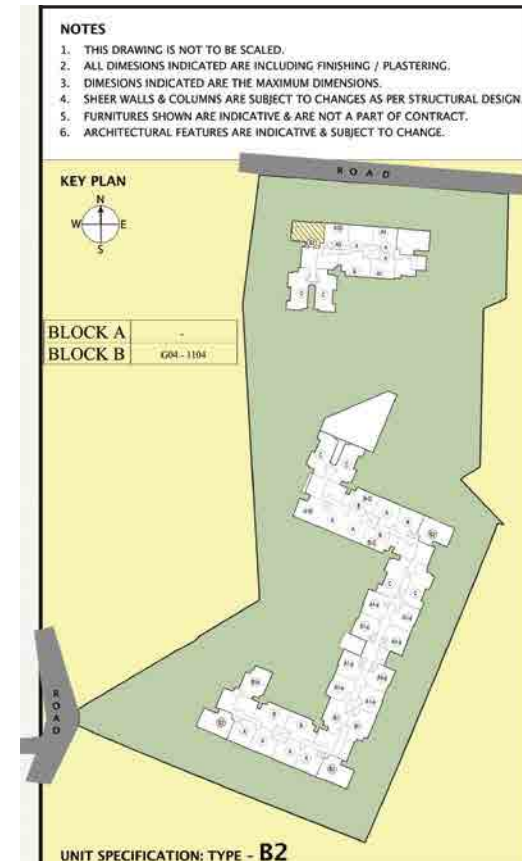 NOTES
1. THIS DRAWING IS NOT TO BE SCALED.
2. ALL DIMESIONS INDICATED ARE INCLUDING FINISHING / PLASTERING.
3. DIMESIONS INDICATED ARE THE MAXIMUM DIMENSIONS.
4. SHEER WALLS & COLUMNS ARE SUBJECT TO CHANGES AS PER STRUCTURAL DESIGN
5. FURNITURES SHOWN ARE INDICATIVE & ARE NOT A PART OF CONTRACT.
6. ARCHITECTURAL FEATURES ARE INDICATIVE & SUBJECT TO CHANGE.
ROAD
KEY PLAN
N
W E
S
BLOCK A -
BLOCK B G04 - 1104
ROAD
UNIT SPECIFICATION: TYPE - B2